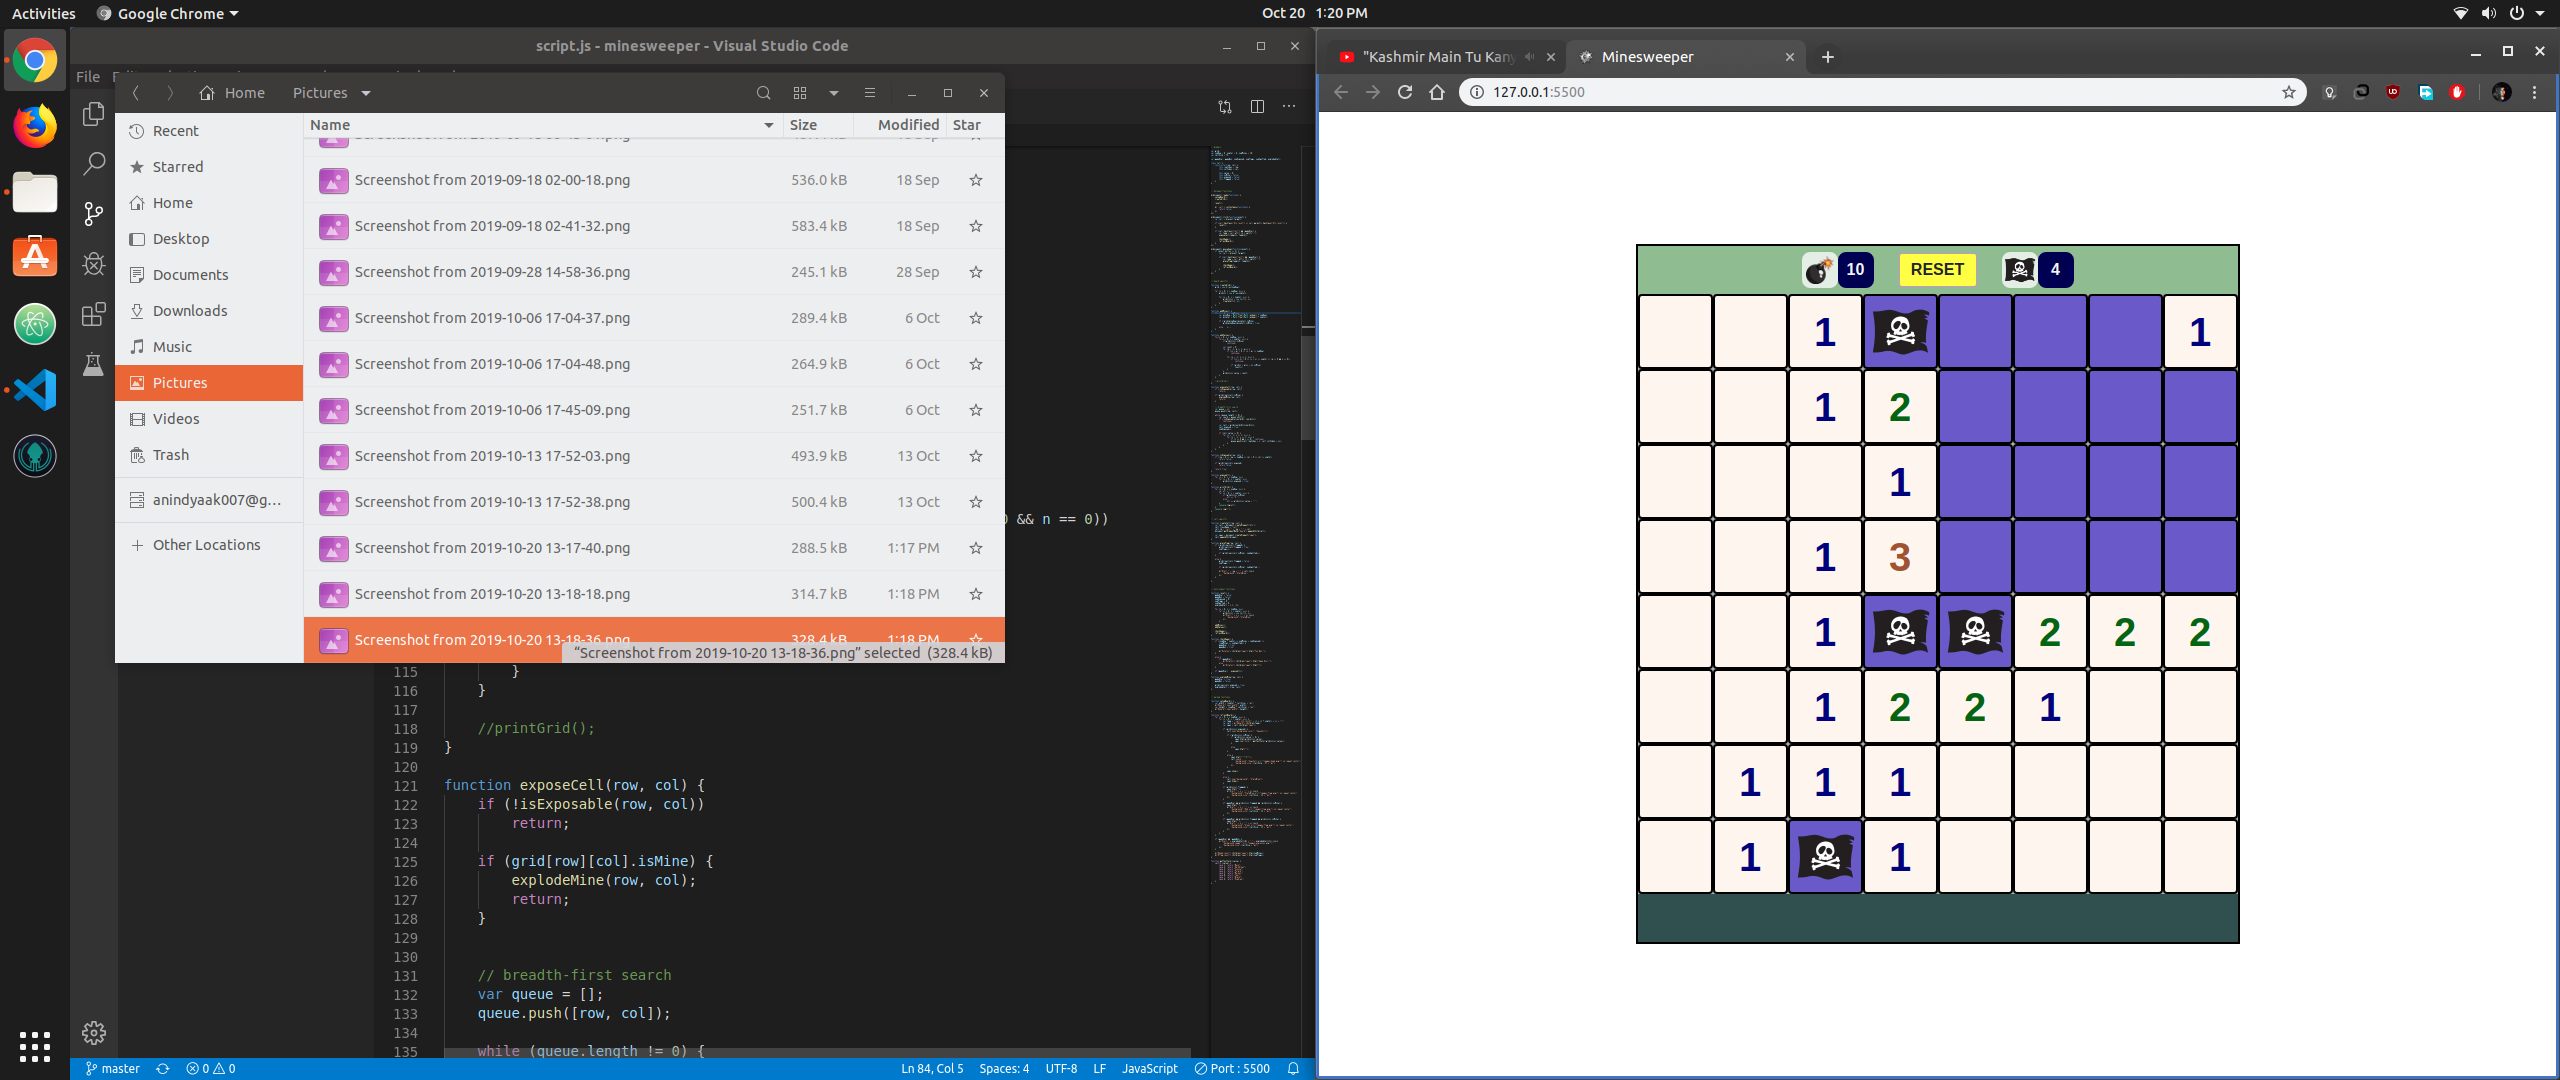 Activities
Google Chrome
Oct 20 1:20 PM
script.js - minesweeper - Visual Studio Code
File
Home
Pictures
Recent
Starred
Home
Desktop
Documents
Downloads
Music
Pictures
Videos
Trash
anindyaak007@g...
Other Locations
Name Size Modified Star
Screenshot from 2019-09-18 02-00-18.png 536.0 kB 18 Sep
Screenshot from 2019-09-18 02-41-32.png 583.4 kB 18 Sep
Screenshot from 2019-09-28 14-58-36.png 245.1 kB 28 Sep
Screenshot from 2019-10-06 17-04-37.png 289.4 kB 6 Oct
Screenshot from 2019-10-06 17-04-48.png 264.9 kB 6 Oct
Screenshot from 2019-10-06 17-45-09.png 251.7 kB 6 Oct
Screenshot from 2019-10-13 17-52-03.png 493.9 kB 13 Oct
Screenshot from 2019-10-13 17-52-38.png 500.4 kB 13 Oct
Screenshot from 2019-10-20 13-17-40.png 288.5 kB 1:17 PM
Screenshot from 2019-10-20 13-18-18.png 314.7 kB 1:18 PM
Screenshot from 2019-10-20 13-18-36.png 328.4 kB 1:18 PM
"Screenshot from 2019-10-20 13-18-36.png" selected (328.4 kB)
&& n == 0))
115 }
116 }
117
118 //printGrid();
119 }
120
121 function exposeCell(row, col) {
122 if (!isExposable(row, col))
123 return;
124
125 if (grid[row][col].isMine) {
126 explodeMine(row, col);
127 return;
128 }
129
130
131 // breadth-first search
132 var queue = [];
133 queue.push([row, col]);
134
135 while (queue.length != 0) {
master
0 0
Ln 84, Col 5
Spaces: 4
UTF-8
LF
JavaScript
Port : 5500
"Kashmir Main Tu Kany
Minesweeper
127.0.0.1:5500
10 RESET 4
1 1
1 2
1
1 3
1 2 2 2
1 2 2 1
1 1 1
1 1